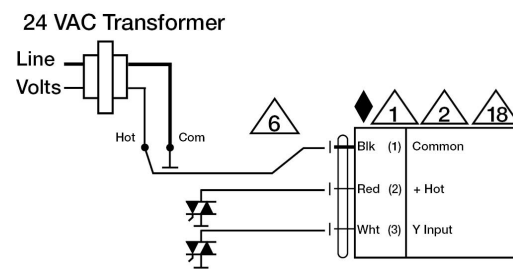 24 VAC Transformer
Line
Volts
Hot
Com
6
1
2
18
Blk (1) Common
Red (2) + Hot
Wht (3) Y Input